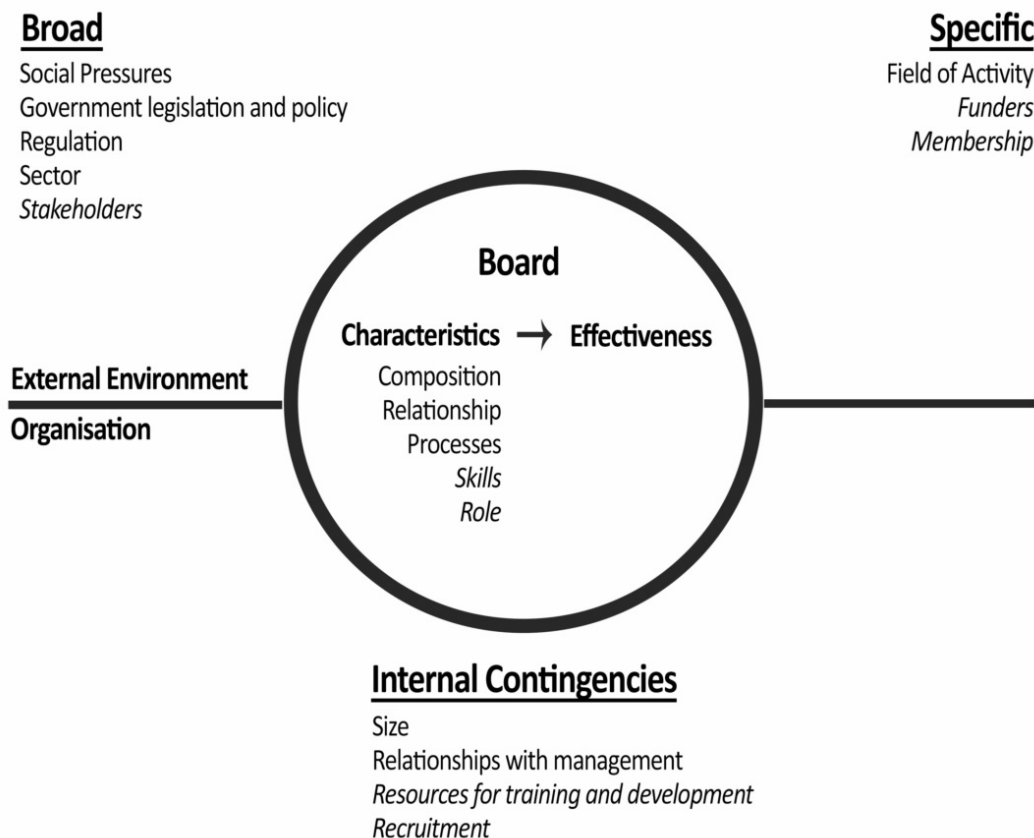 Broad
Social Pressures
Government legislation and policy
Regulation
Sector
Stakeholders
Specific
Field of Activity
Funders
Membership
Board
Characteristics → Effectiveness
Composition
Relationship
Processes
Skills
Role
External Environment
Organisation
Internal Contingencies
Size
Relationships with management
Resources for training and development
Recruitment